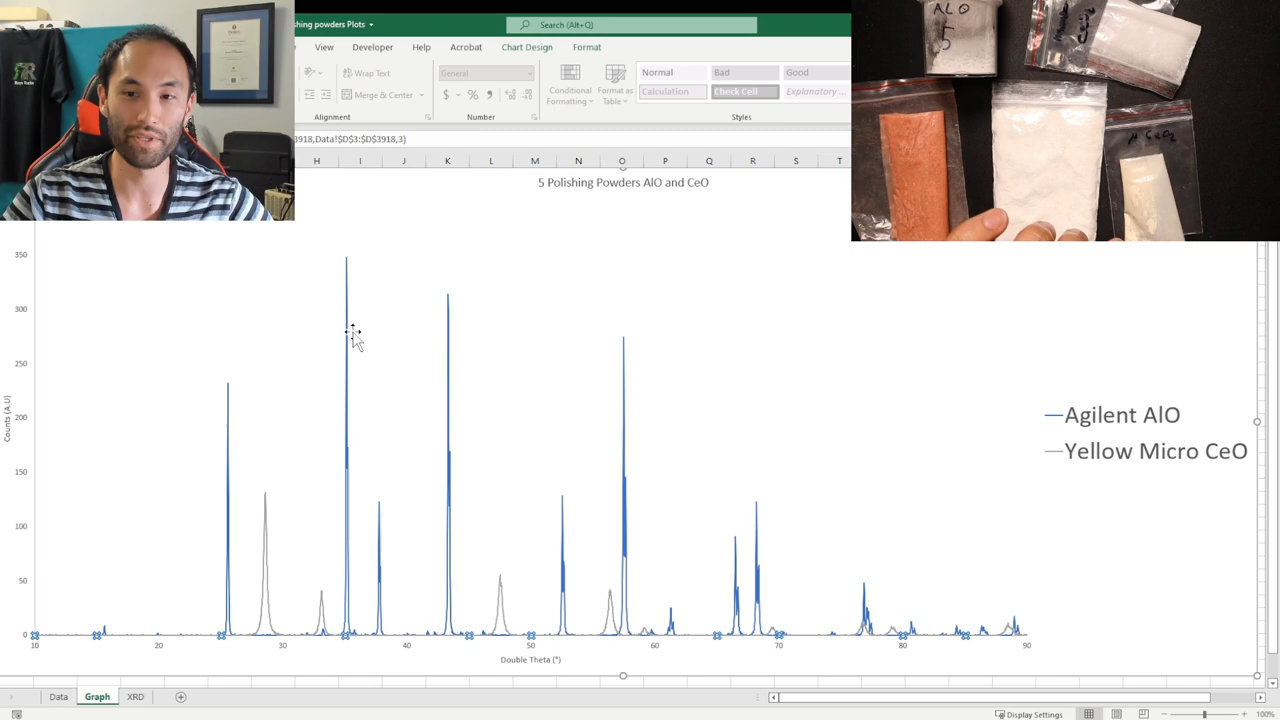 ishing powders Plots
Search (Alt+Q)
View Developer Help Acrobat Chart Design Format
Wrap Text
Merge & Center
General
$ % 9
Conditional
Formatting
Format as
Table
Normal Bad Good
Calculation Check Cell Explanatory ...
Alignment Number Styles
3918,Data!$D$3:$D$3918,3)
H I J K L M N O P Q R S T
5 Polishing Powders AlO and CeO
350
300
250
200
150
100
50
0
Counts (A.U)
10 20 30 40 50 60 70 80 90
Double Theta (°)
Agilent AlO
Yellow Micro CeO
ALO
5
μ CeO2
Data Graph XRD
Display Settings
100%